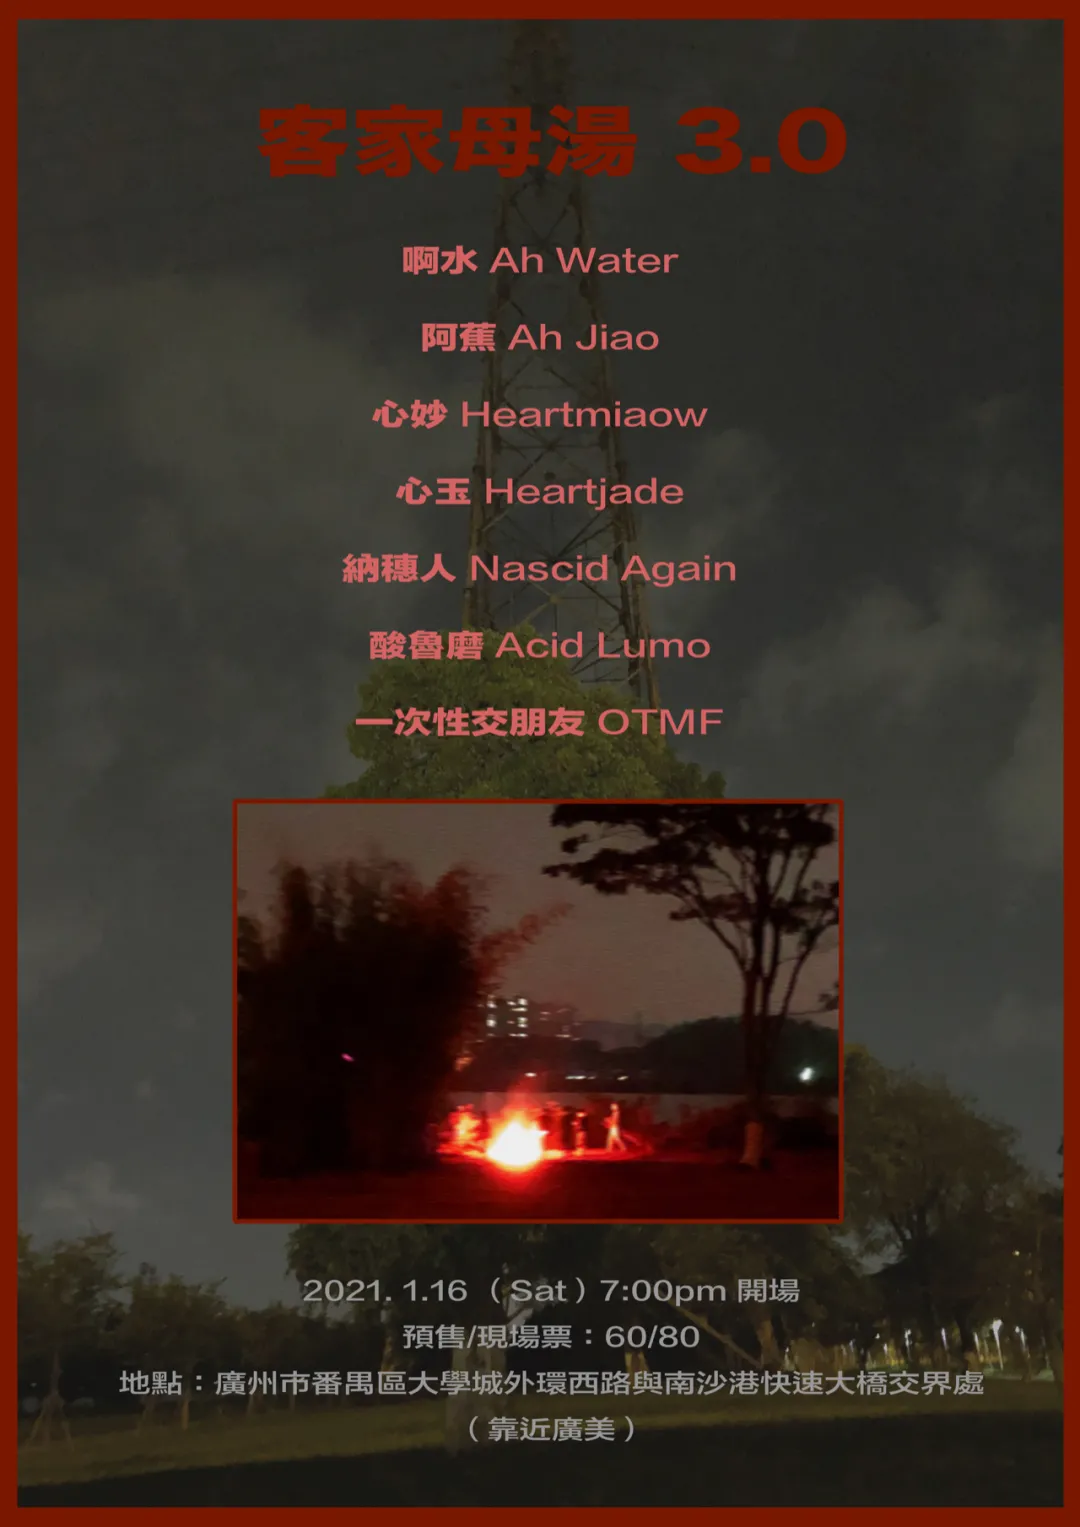 客家母湯 3.0
啊水 Ah Water
阿蕉 Ah Jiao
心妙 Heartmiaow
心玉 Heartjade
納穗人 Nascid Again
酸魯磨 Acid Lumo
一次性交朋友 OTMF
2021. 1.16 （Sat）7:00pm 開場
預售/現場票：60/80
地點：廣州市番禺區大學城外環西路與南沙港快速大橋交界處
（靠近廣美）